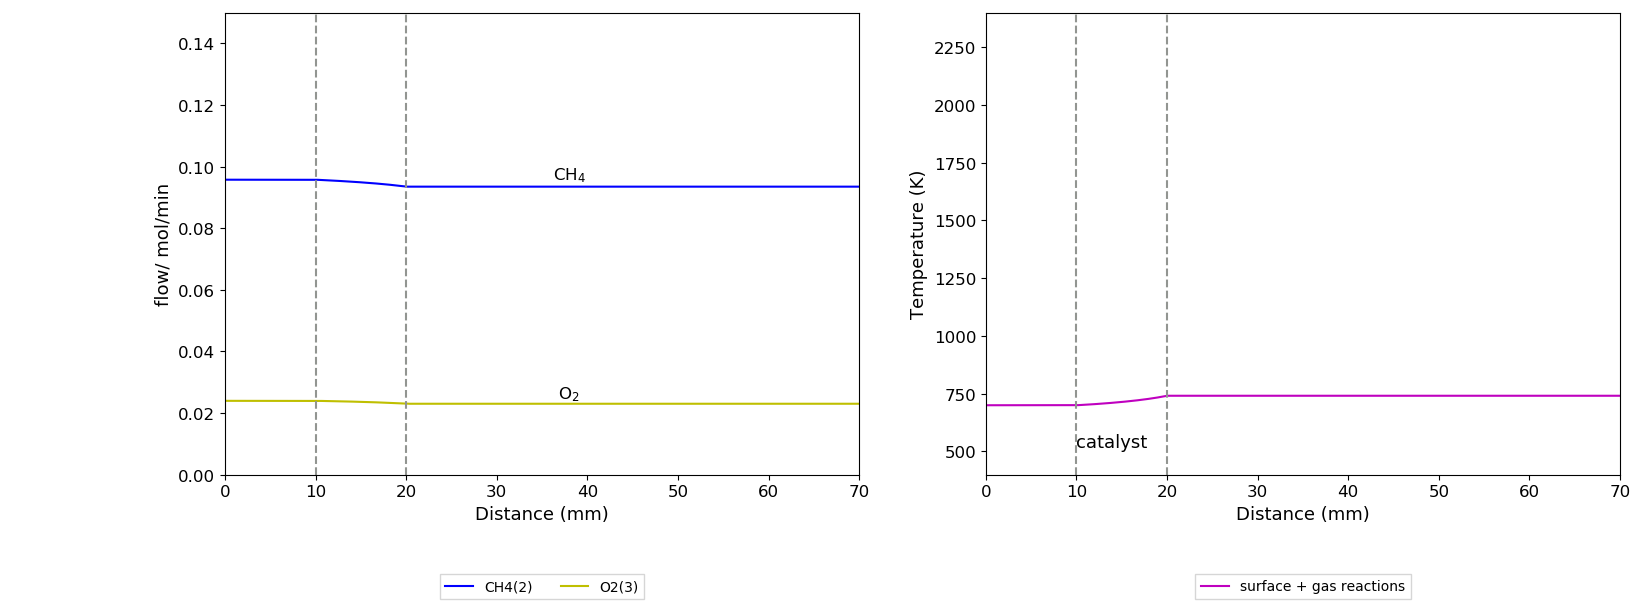 0.14
0.12
0.10
0.08
0.06
0.04
0.02
0.00
flow/ mol/min
CH₄
O₂
0 10 20 30 40 50 60 70
Distance (mm)
CH4(2) O2(3)
2250
2000
1750
1500
1250
1000
750
500
Temperature (K)
catalyst
0 10 20 30 40 50 60 70
Distance (mm)
surface + gas reactions